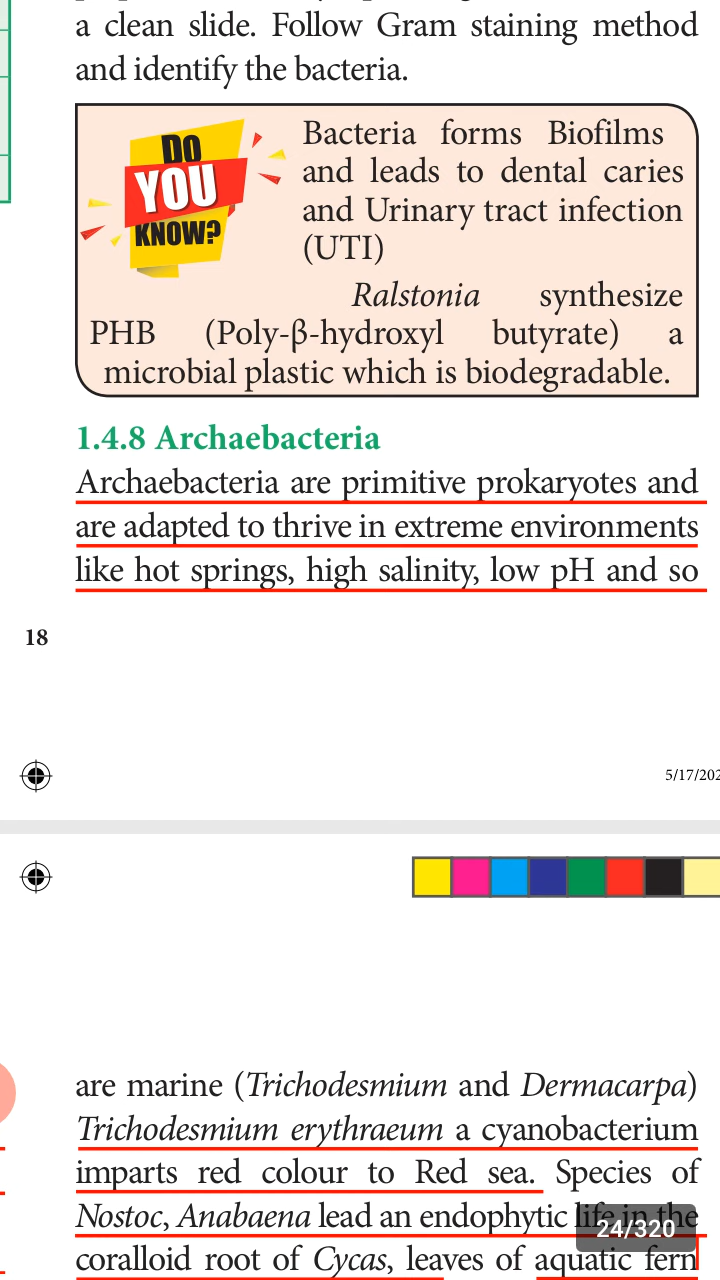 a clean slide. Follow Gram staining method
and identify the bacteria.
DO
YOU
KNOW?
Bacteria forms Biofilms
and leads to dental caries
and Urinary tract infection
(UTI)
Ralstonia synthesize
PHB (Poly-β-hydroxyl butyrate) a
microbial plastic which is biodegradable.
1.4.8 Archaebacteria
Archaebacteria are primitive prokaryotes and
are adapted to thrive in extreme environments
like hot springs, high salinity, low pH and so
18
5/17/202
are marine (Trichodesmium and Dermacarpa)
Trichodesmium erythraeum a cyanobacterium
imparts red colour to Red sea. Species of
Nostoc, Anabaena lead an endophytic life in the
24/320
coralloid root of Cycas, leaves of aquatic fern